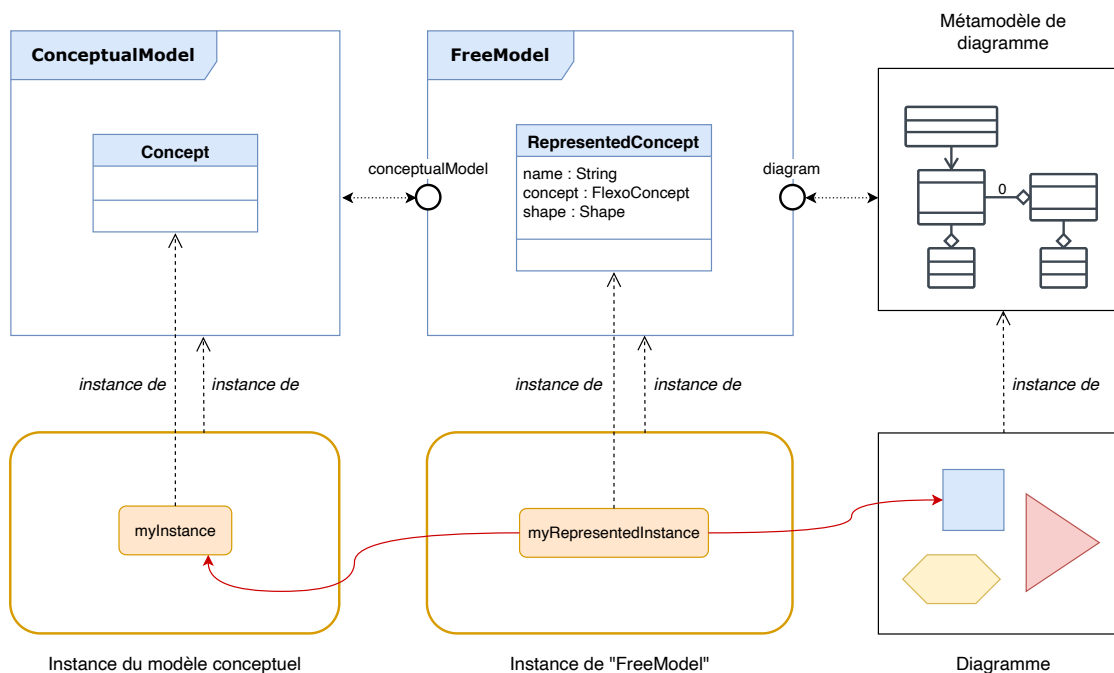 ConceptualModel
FreeModel
Métamodèle de
diagramme
Concept
RepresentedConcept
name : String
concept : FlexoConcept
shape : Shape
conceptualModel
diagram
0
instance de
instance de
instance de
instance de
instance de
myInstance
myRepresentedInstance
Instance du modèle conceptuel
Instance de "FreeModel"
Diagramme